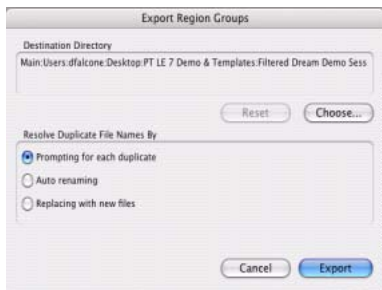 Export Region Groups
Destination Directory
Main:Users:dfalcone:Desktop:PT LE 7 Demo & Templates:Filtered Dream Demo Sess
Reset
Choose...
Resolve Duplicate File Names By
Prompting for each duplicate
Auto renaming
Replacing with new files
Cancel
Export